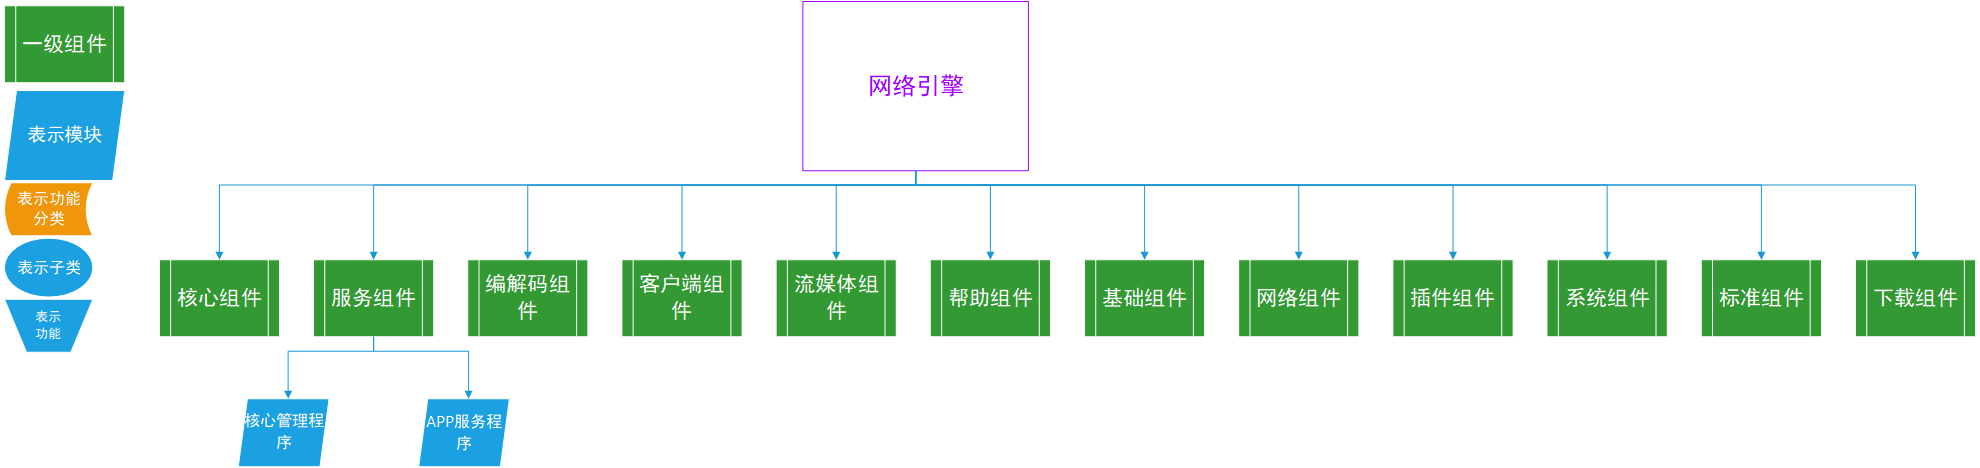 一级组件
表示模块
表示功能
分类
表示子类
表示
功能
网络引擎
核心组件
服务组件
编解码组
件
客户端组
件
流媒体组
件
帮助组件
基础组件
网络组件
插件组件
系统组件
标准组件
下载组件
核心管理程
序
APP服务程
序